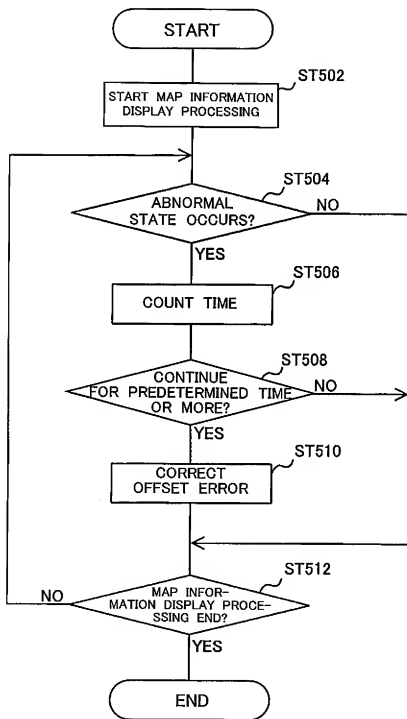 START
ST502
START MAP INFORMATION
DISPLAY PROCESSING
ST504
ABNORMAL
STATE OCCURS?
NO
YES
ST506
COUNT TIME
ST508
CONTINUE
FOR PREDETERMINED TIME
OR MORE?
NO
YES
ST510
CORRECT
OFFSET ERROR
ST512
MAP INFOR-
MATION DISPLAY PROCE-
SSING END?
NO
YES
END